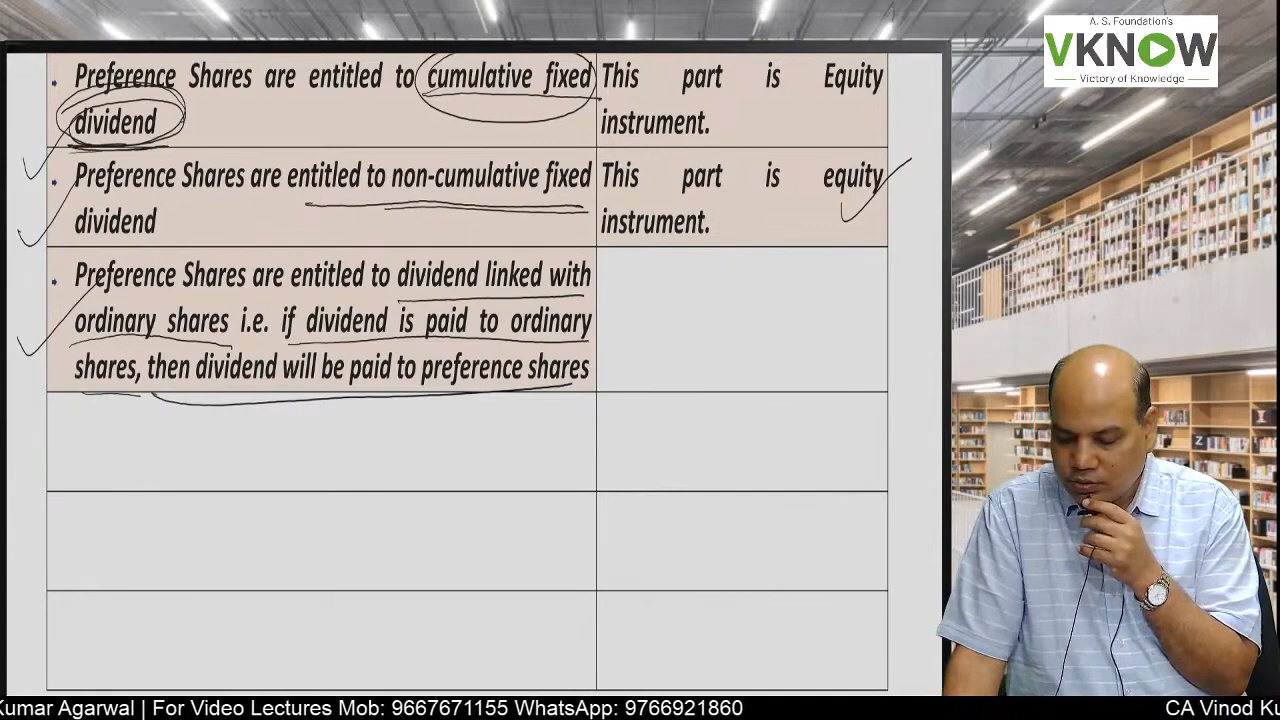 A. S. Foundation's
VKNOW
Victory of Knowledge
Preference Shares are entitled to cumulative fixed
dividend
This part is Equity
instrument.
Preference Shares are entitled to non-cumulative fixed
dividend
This part is equity
instrument.
Preference Shares are entitled to dividend linked with
ordinary shares i.e. if dividend is paid to ordinary
shares, then dividend will be paid to preference shares
Z
Kumar Agarwal | For Video Lectures Mob: 9667671155 WhatsApp: 9766921860
CA Vinod Ku